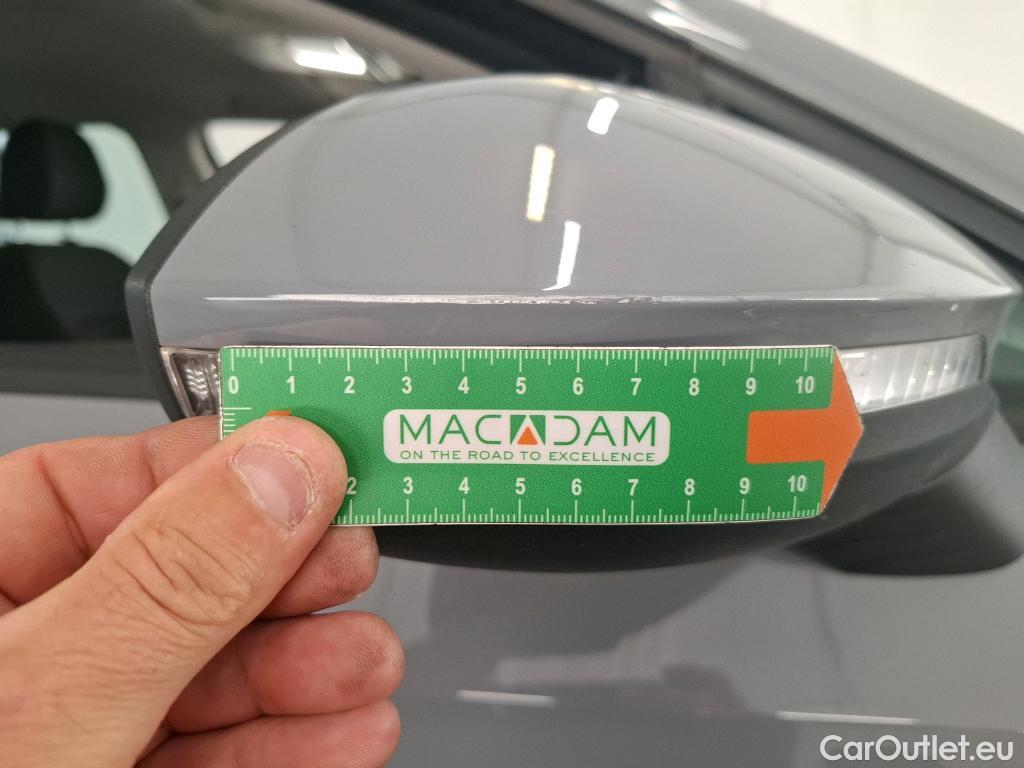 0 1 2 3 4 5 6 7 8 9 10
MACADAM
ON THE ROAD TO EXCELLENCE
2 3 4 5 6 7 8 9 10
CarOutlet.eu